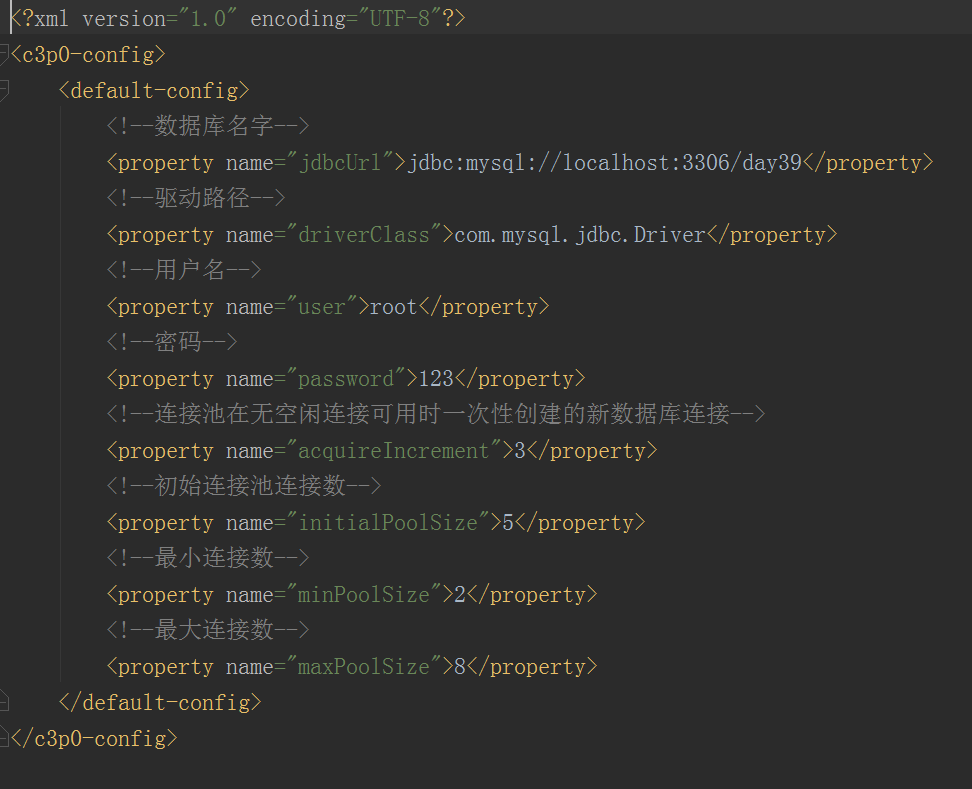 <?xml version="1.0" encoding="UTF-8"?>
<c3p0-config>
    <default-config>
        <!--数据库名字-->
        <property name="jdbcUrl">jdbc:mysql://localhost:3306/day39</property>
        <!--驱动路径-->
        <property name="driverClass">com.mysql.jdbc.Driver</property>
        <!--用户名-->
        <property name="user">root</property>
        <!--密码-->
        <property name="password">123</property>
        <!--连接池在无空闲连接可用时一次性创建的新数据库连接-->
        <property name="acquireIncrement">3</property>
        <!--初始连接池连接数-->
        <property name="initialPoolSize">5</property>
        <!--最小连接数-->
        <property name="minPoolSize">2</property>
        <!--最大连接数-->
        <property name="maxPoolSize">8</property>
    </default-config>
</c3p0-config>